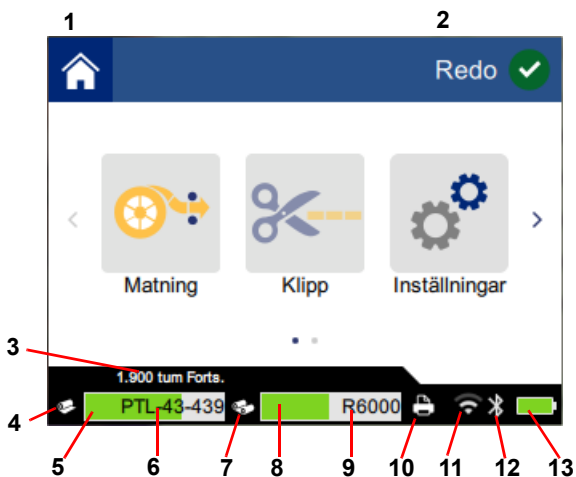 1 2
Redo
Matning Klipp Inställningar
3
1.900 tum Forts.
4 PTL-43-439 R6000
5 6 7 8 9 10 11 12 13